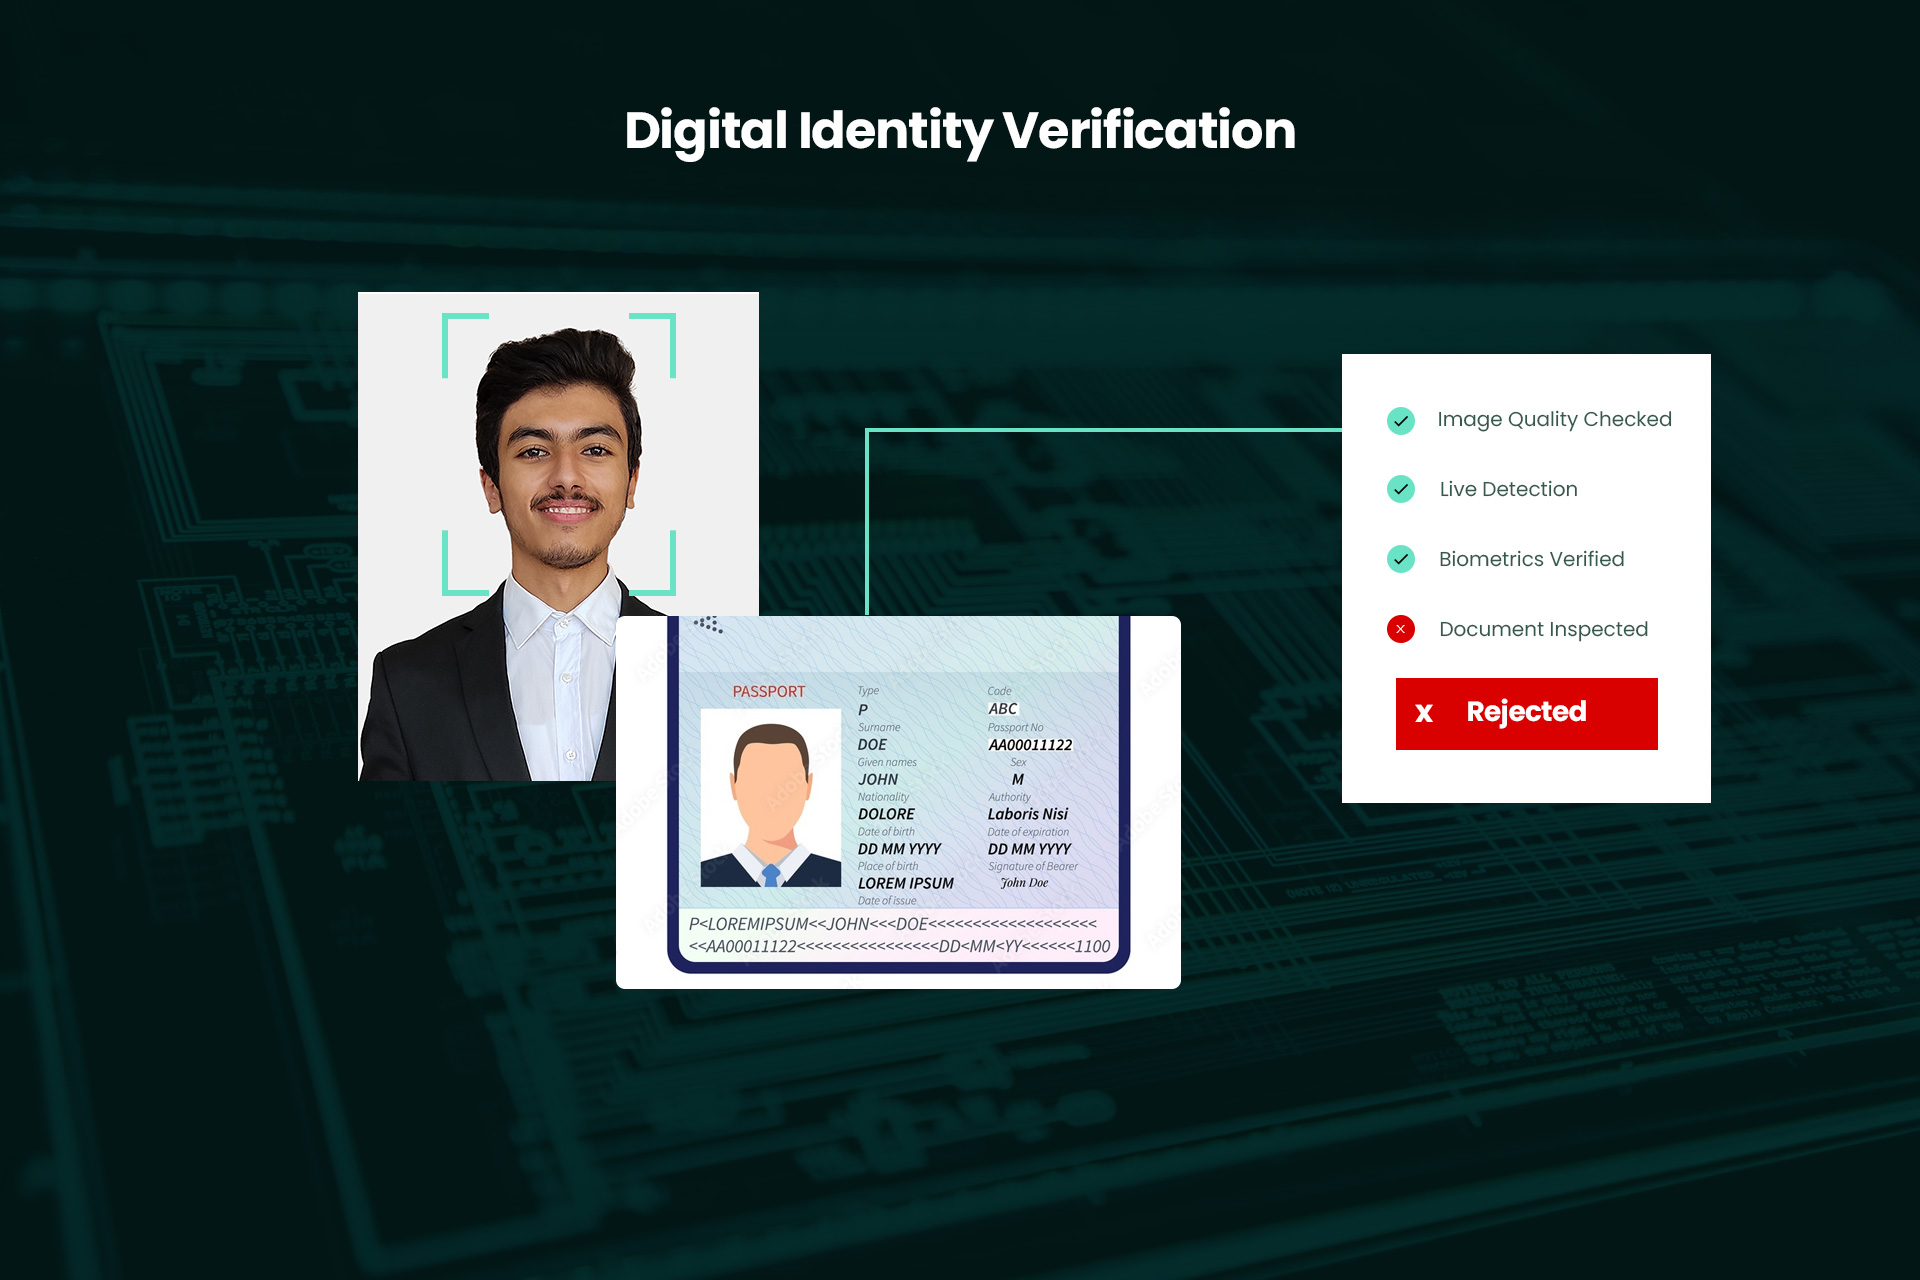 Digital Identity Verification
Image Quality Checked
Live Detection
Biometrics Verified
x Document Inspected
x Rejected
PASSPORT
Type Code
P ABC
Surname Passport No
DOE AA00011122
Given names Sex
JOHN M
Nationality Authority
DOLORE Laboris Nisi
Date of birth Date of expiration
DD MM YYYY DD MM YYYY
Place of birth Signature of Bearer
LOREM IPSUM John Doe
Date of issue
P<LOREMIPSUM<<JOHN<<<DOE<<<<<<<<<<<<<<<<<<<
<<AA00011122<<<<<<<<<<<<<<<<DD<MM<YY<<<<<<1100